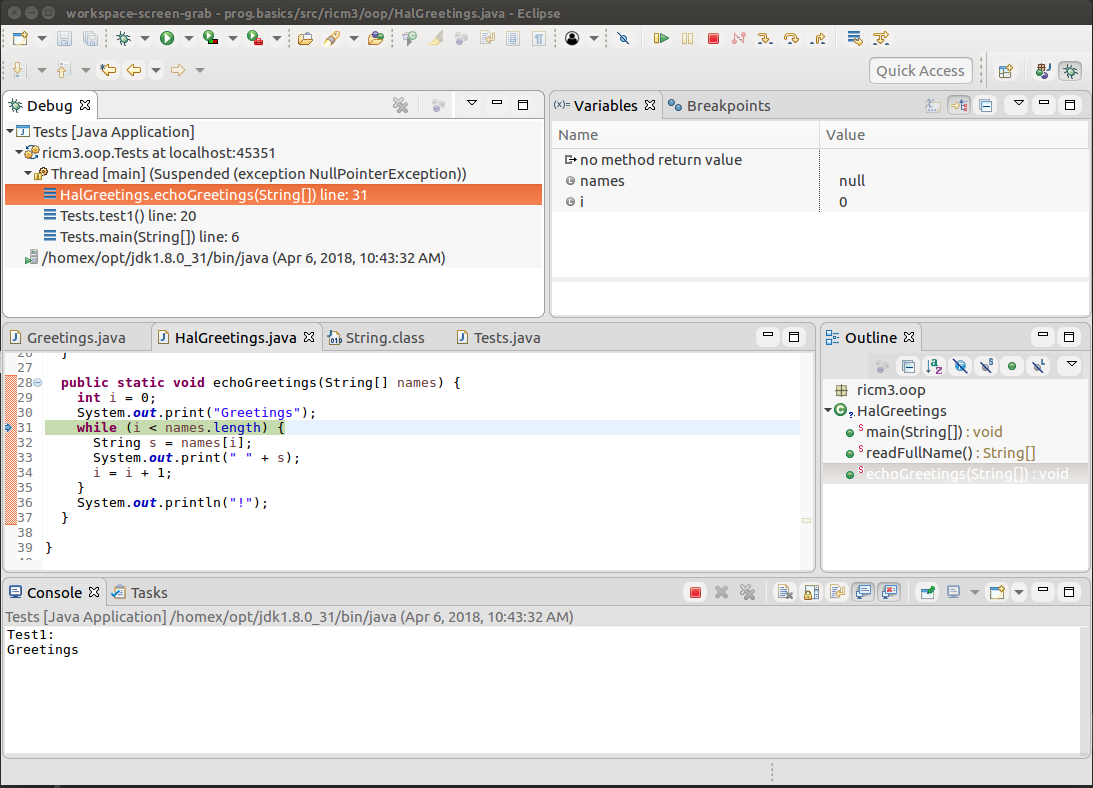 workspace-screen-grab - prog.basics/src/ricm3/oop/HalGreetings.java - Eclipse
Quick Access
Debug
Tests [Java Application]
ricm3.oop.Tests at localhost:45351
Thread [main] (Suspended (exception NullPointerException))
HalGreetings.echoGreetings(String[]) line: 31
Tests.test1() line: 20
Tests.main(String[]) line: 6
/homex/opt/jdk1.8.0_31/bin/java (Apr 6, 2018, 10:43:32 AM)
(x)= Variables
Breakpoints
Name Value
no method return value
names null
i 0
Greetings.java HalGreetings.java String.class Tests.java
26 }
27
28 public static void echoGreetings(String[] names) {
29 int i = 0;
30 System.out.print("Greetings");
31 while (i < names.length) {
32 String s = names[i];
33 System.out.print(" " + s);
34 i = i + 1;
35 }
36 System.out.println("!");
37 }
38
39 }
Outline
ricm3.oop
HalGreetings
main(String[]) : void
readFullName() : String[]
echoGreetings(String[]) : void
Console Tasks
Tests [Java Application] /homex/opt/jdk1.8.0_31/bin/java (Apr 6, 2018, 10:43:32 AM)
Test1:
Greetings